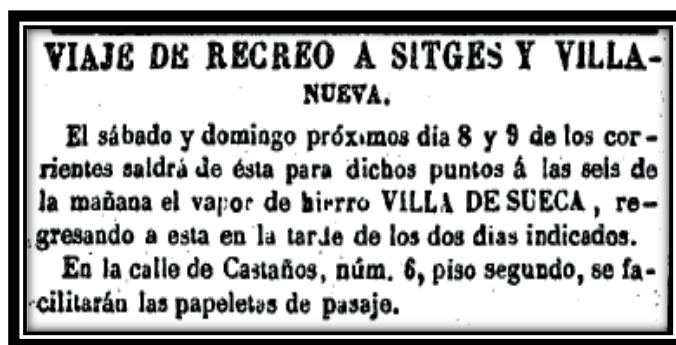 VIAJE DE RECREO A SITGES Y VILLA-
NUEVA.
El sábado y domingo próximos dia 8 y 9 de los cor-
rientes saldrá de ésta para dichos puntos á las seis de
la mañana el vapor de hierro VILLA DE SUECA, re-
gresando a esta en la tarde de los dos dias indicados.
En la calle de Castaños, núm. 6, piso segundo, se fa-
cilitarán las papeletas de pasaje.